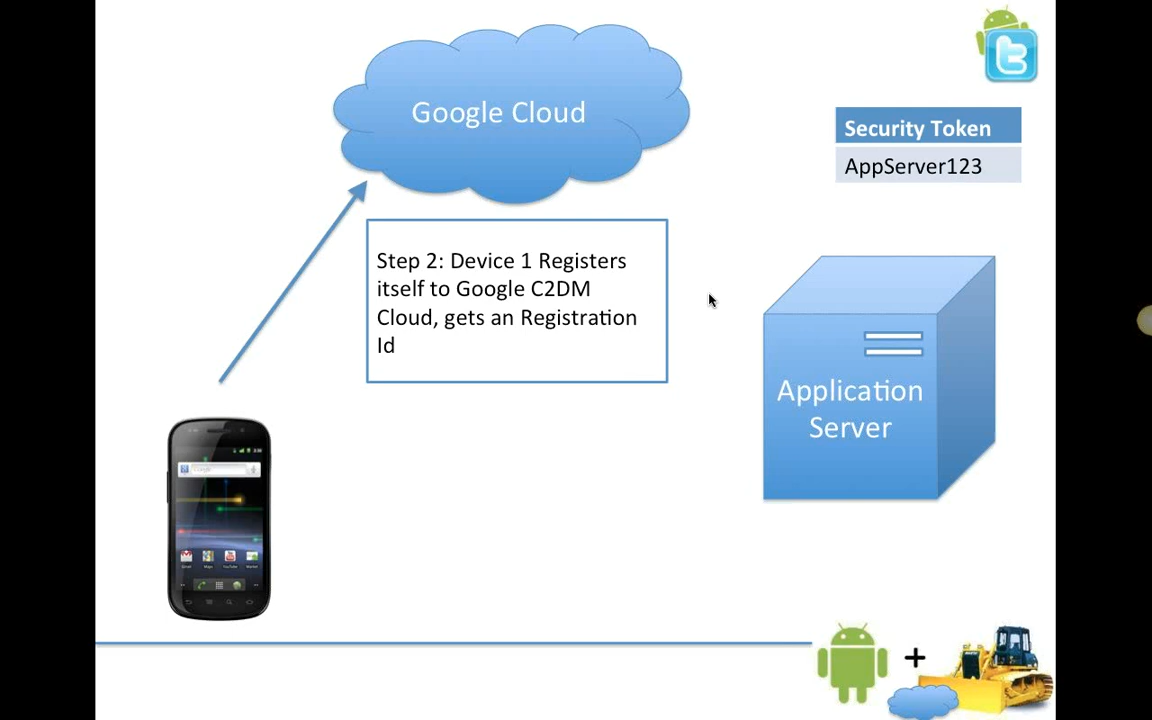 Google Cloud
Security Token
AppServer123
Step 2: Device 1 Registers
itself to Google C2DM
Cloud, gets an Registration
Id
Application
Server